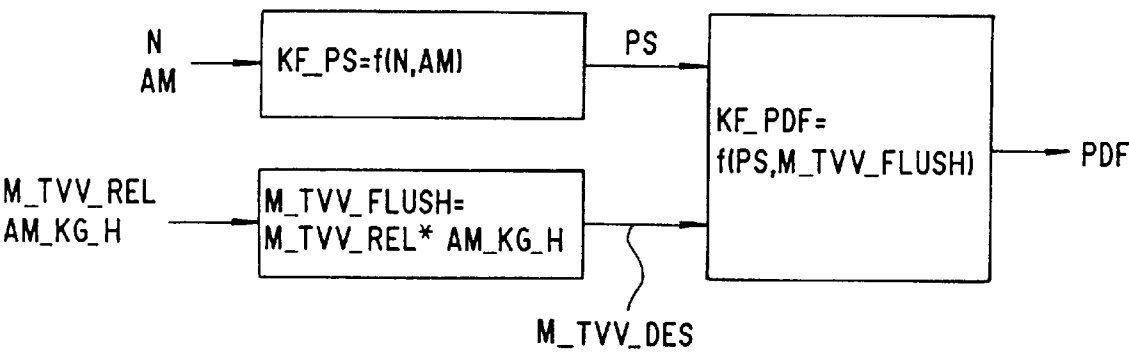 N
AM
KF_PS=f(N,AM)
PS
M_TVV_REL
AM_KG_H
M_TVV_FLUSH=
M_TVV_REL* AM_KG_H
M_TVV_DES
KF_PDF=
f(PS,M_TVV_FLUSH)
PDF